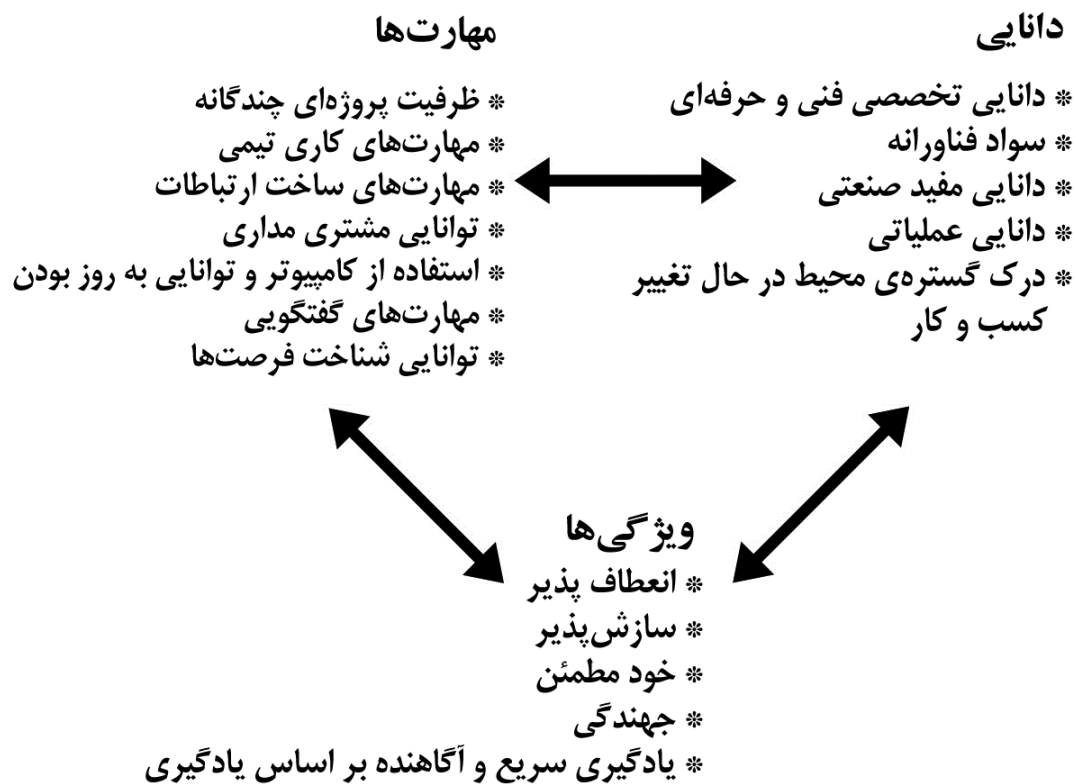 دانایی
❊ دانایی تخصصی فنی و حرفه‌ای
❊ سواد فناورانه
❊ دانایی مفید صنعتی
❊ دانایی عملیاتی
❊ درک گستره‌ی محیط در حال تغییر
کسب و کار
مهارت‌ها
❊ ظرفیت پروژه‌ای چندگانه
❊ مهارت‌های کاری تیمی
❊ مهارت‌های ساخت ارتباطات
❊ توانایی مشتری مداری
❊ استفاده از کامپیوتر و توانایی به روز بودن
❊ مهارت‌های گفتگویی
❊ توانایی شناخت فرصت‌ها
ویژگی‌ها
❊ انعطاف پذیر
❊ سازش‌پذیر
❊ خود مطمئن
❊ جهندگی
❊ یادگیری سریع و آگاهنده بر اساس یادگیری